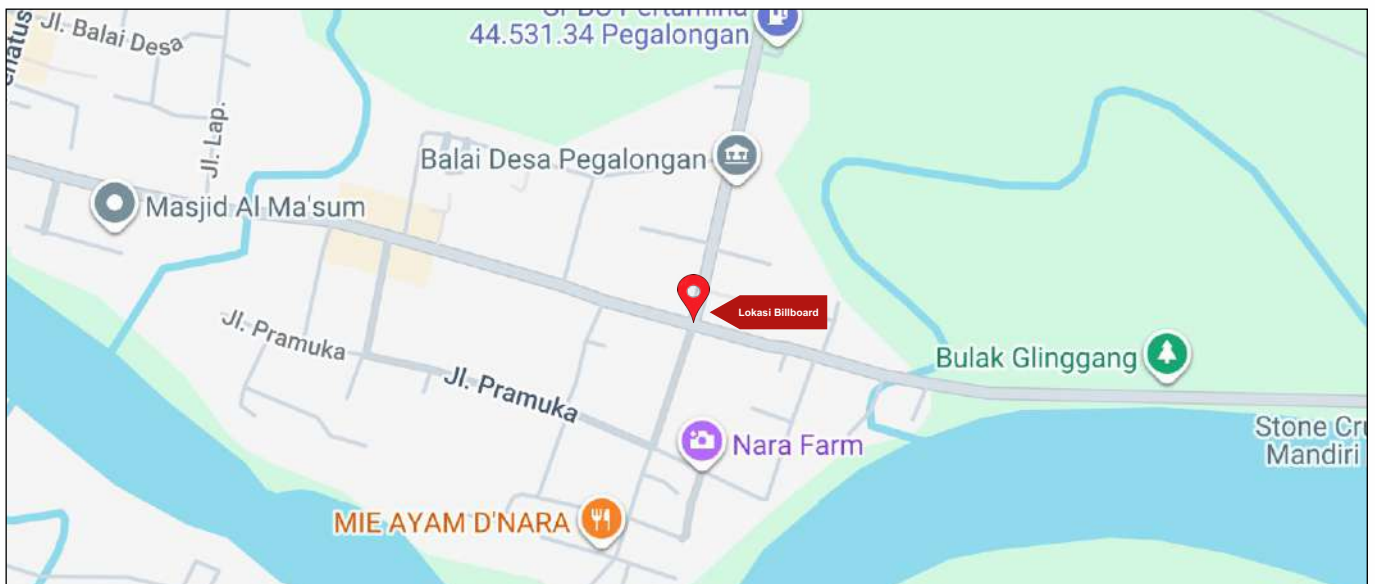 44.531.34 Pegalongan
Jl. Balai Desa
Jl. Lap.
Balai Desa Pegalongan
Masjid Al Ma'sum
Lokasi Billboard
Jl. Pramuka
Bulak Glinggang
Jl. Pramuka
Nara Farm
Stone
Mandiri
MIE AYAM D'NARA